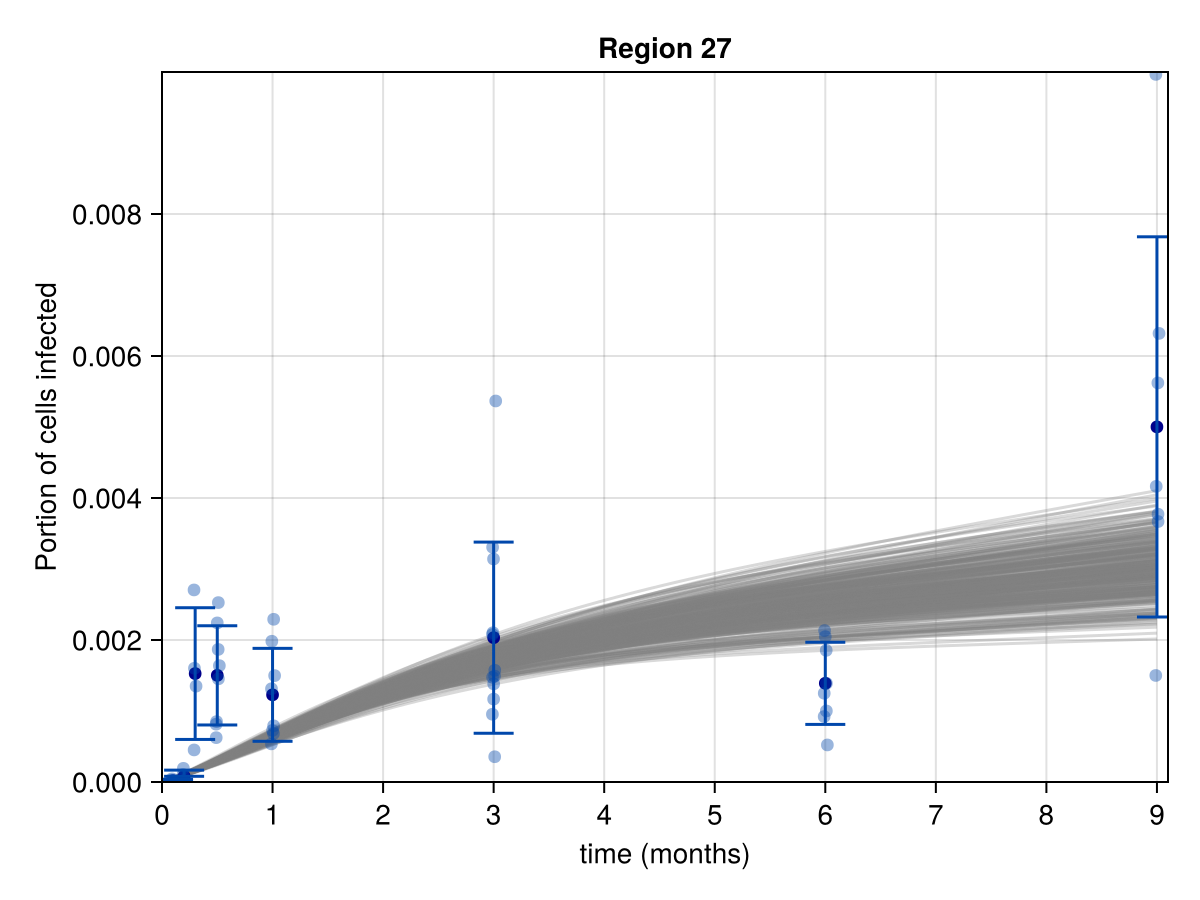 Region 27
Portion of cells infected
0.008
0.006
0.004
0.002
0.000
0 1 2 3 4 5 6 7 8 9
time (months)